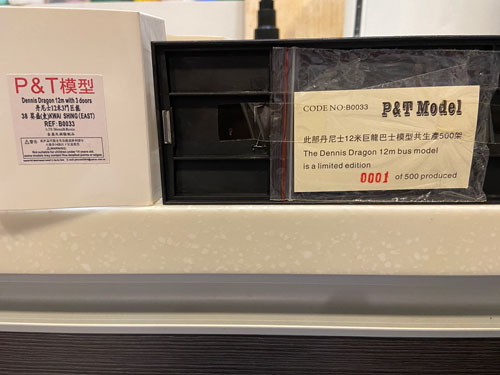 P&T模型
Dennis Dragon 12m with 3 doors
丹尼士12米3門巨龍
38 葵盛(東)KWAI SHING (EAST)
REF: B0033
WARNING
CODE NO:B0033
P&T Model
此部丹尼士12米巨龍巴士模型共生產500架
The Dennis Dragon 12m bus model
is a limited edition
0001 of 500 produced